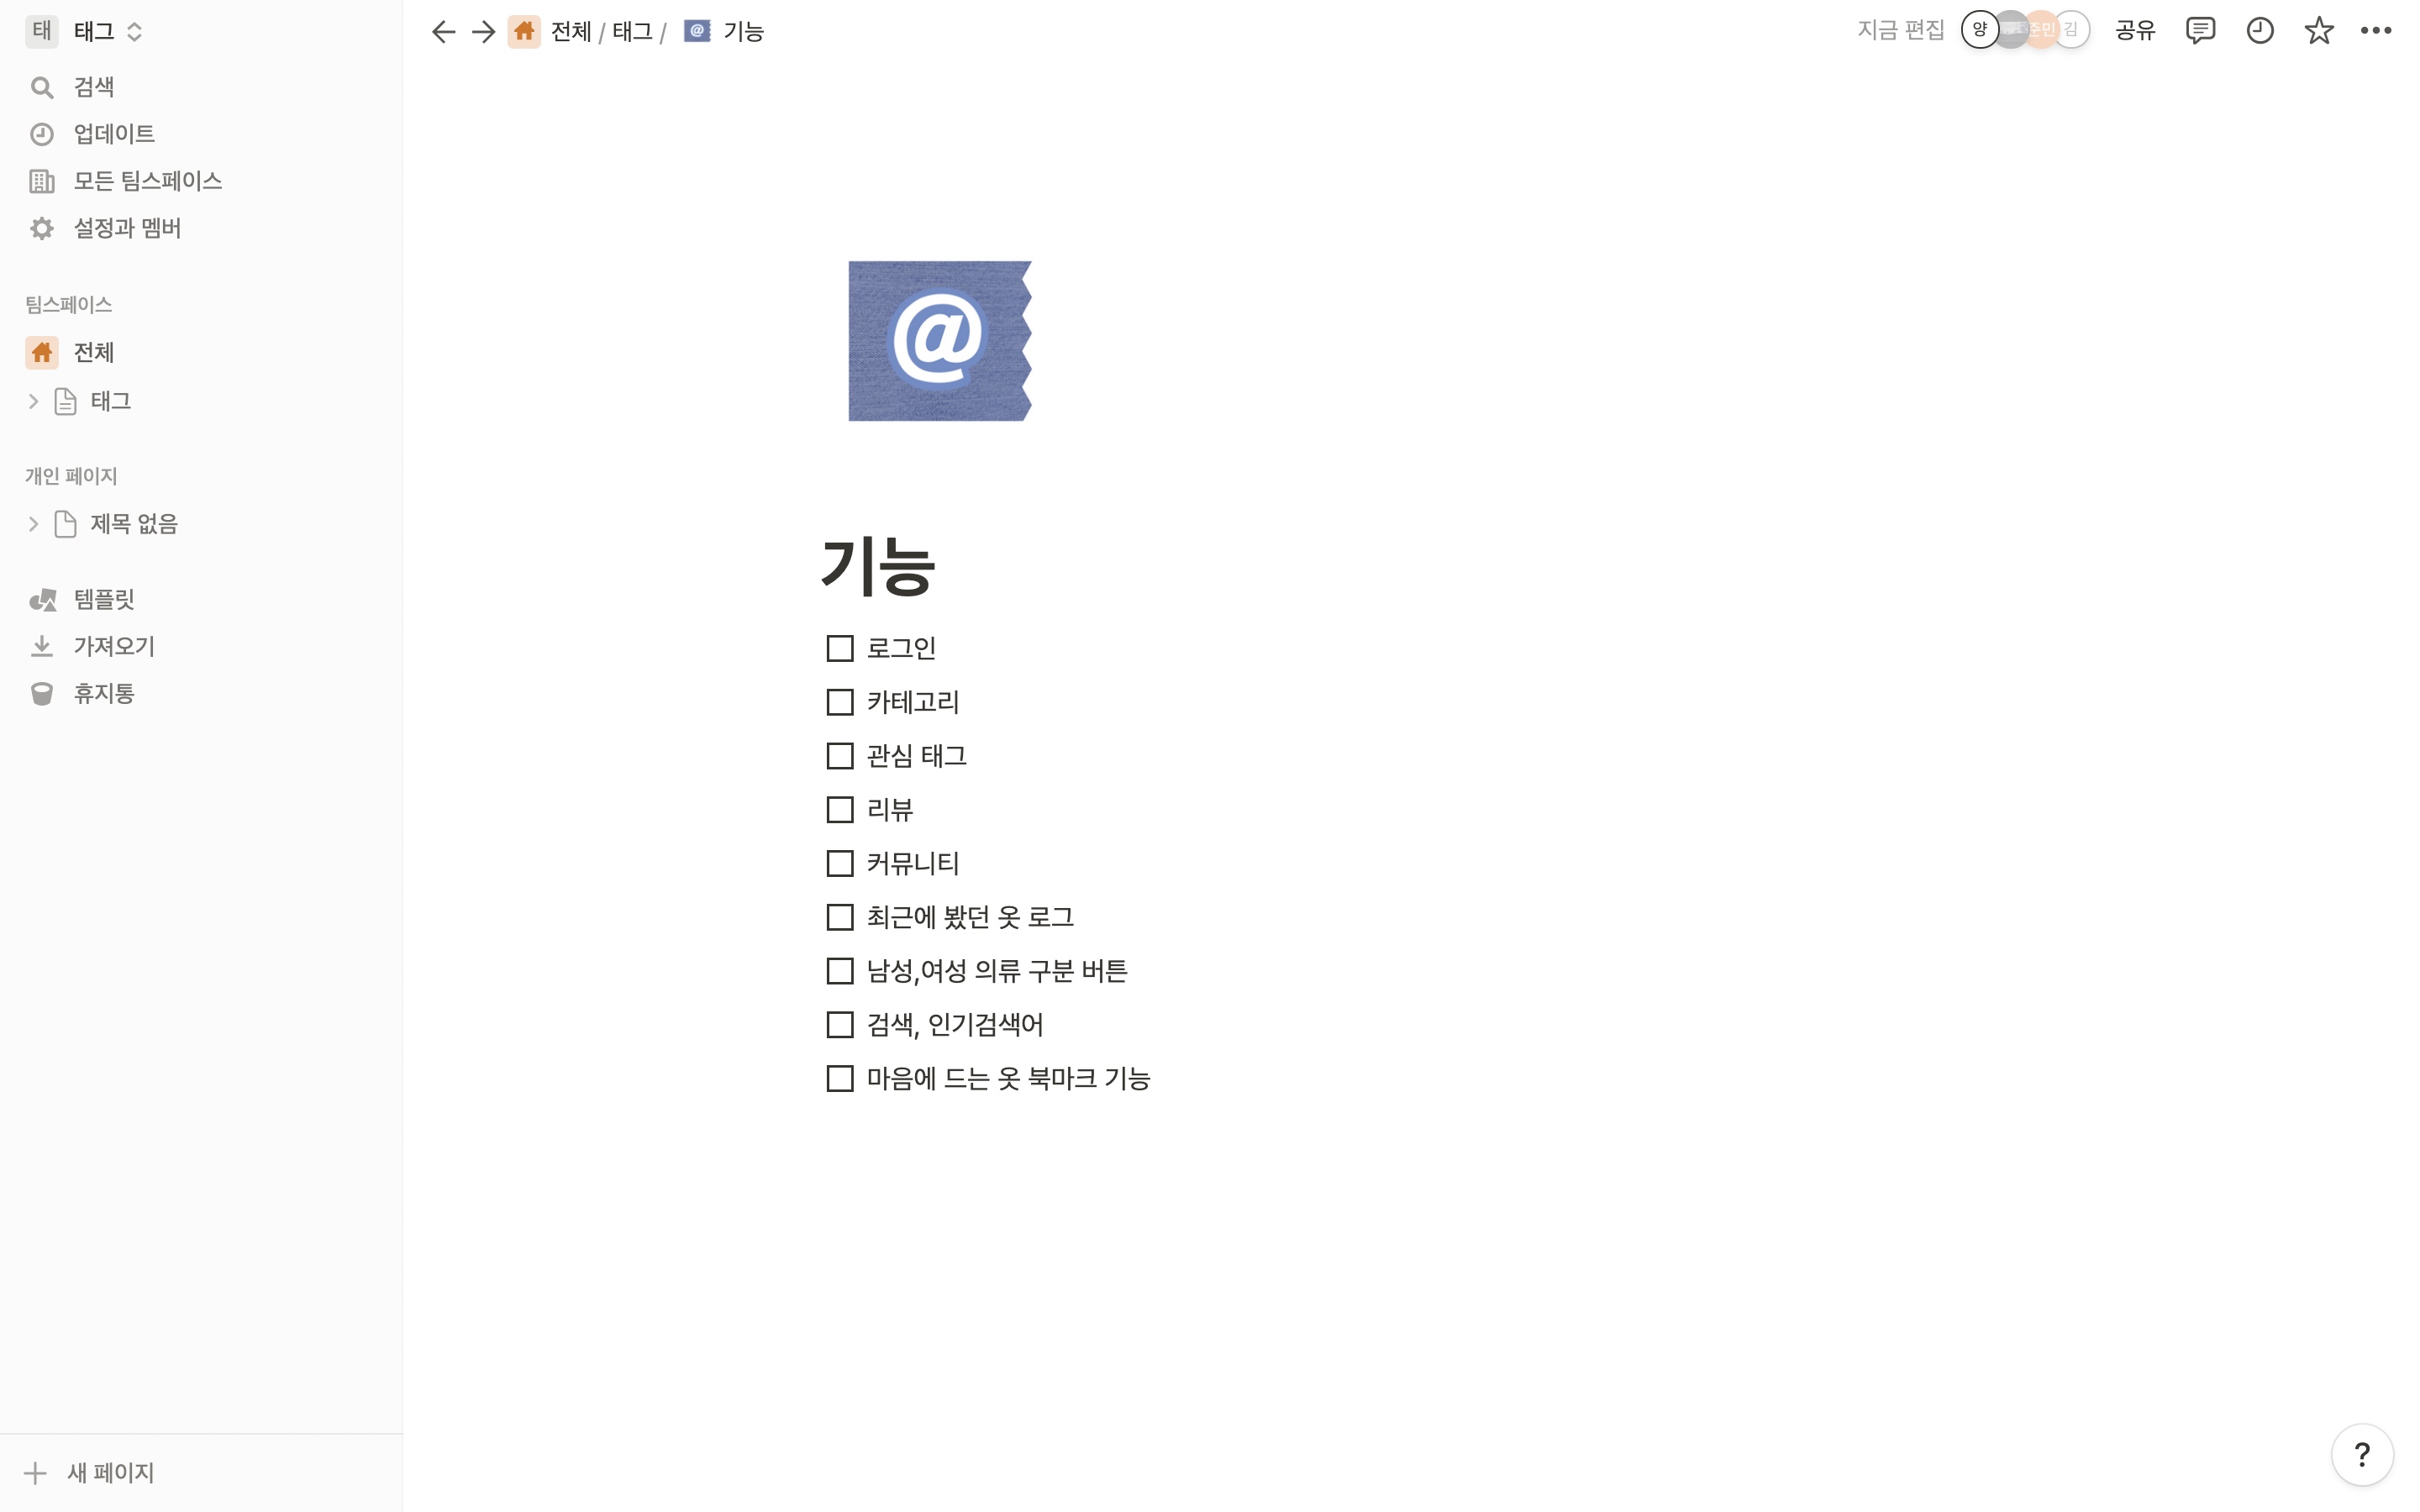 태 태그
검색
업데이트
모든 팀스페이스
설정과 멤버
팀스페이스
전체
태그
개인 페이지
제목 없음
템플릿
가져오기
휴지통
새 페이지
전체 / 태그 / @ 기능
지금 편집 양 준민 김 공유
@
기능
로그인
카테고리
관심 태그
리뷰
커뮤니티
최근에 봤던 옷 로그
남성,여성 의류 구분 버튼
검색, 인기검색어
마음에 드는 옷 북마크 기능
?